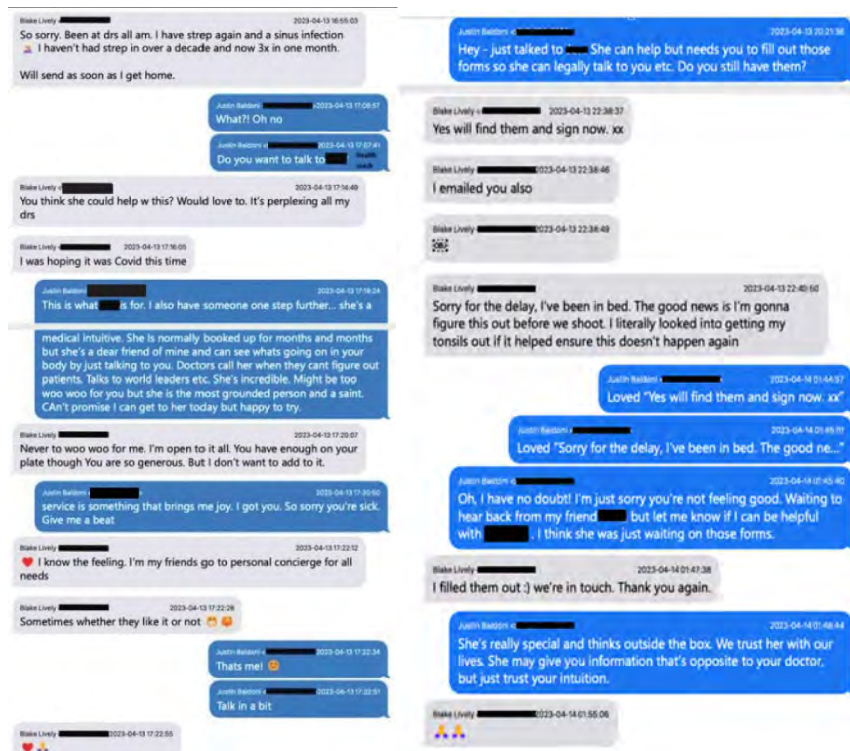 Blake Lively 2023-04-13 16:55:03
So sorry. Been at drs all am. I have strep again and a sinus infection
🤦🏼‍♀️ I haven't had strep in over a decade and now 3x in one month.
Will send as soon as I get home.
Justin Baldoni 2023-04-13 17:06:57
What?! Oh no
Justin Baldoni 2023-04-13 17:07:41
Do you want to talk to
Blake Lively 2023-04-13 17:14:49
You think she could help w this? Would love to. It's perplexing all my
drs
Blake Lively 2023-04-13 17:16:05
I was hoping it was Covid this time
Justin Baldoni 2023-04-13 17:19:24
This is what is for. I also have someone one step further... she's a
medical intuitive. She is normally booked up for months and months
but she's a dear friend of mine and can see whats going on in your
body by just talking to you. Doctors call her when they cant figure out
patients. Talks to world leaders etc. She's incredible. Might be too
woo woo for you but she is the most grounded person and a saint.
CAn't promise I can get to her today but happy to try.
Blake Lively 2023-04-13 17:20:07
Never to woo woo for me. I'm open to it all. You have enough on your
plate though You are so generous. But I don't want to add to it.
Justin Baldoni 2023-04-13 17:20:50
service is something that brings me joy. I got you. So sorry you're sick.
Give me a beat
Blake Lively 2023-04-13 17:22:12
❤️ I know the feeling. I'm my friends go to personal concierge for all
needs
Blake Lively 2023-04-13 17:22:28
Sometimes whether they like it or not
Justin Baldoni 2023-04-13 17:22:34
Thats me!
Justin Baldoni 2023-04-13 17:22:51
Talk in a bit
Blake Lively 2023-04-13 17:22:55
❤️🙏
Justin Baldoni 2023-04-13 20:21:36
Hey - just talked to She can help but needs you to fill out those
forms so she can legally talk to you etc. Do you still have them?
Blake Lively 2023-04-13 22:38:37
Yes will find them and sign now. xx
Blake Lively 2023-04-13 22:38:46
I emailed you also
Blake Lively 2023-04-13 22:38:49
Blake Lively 2023-04-13 22:40:50
Sorry for the delay, I've been in bed. The good news is I'm gonna
figure this out before we shoot. I literally looked into getting my
tonsils out if it helped ensure this doesn't happen again
Justin Baldoni 2023-04-14 01:44:57
Loved "Yes will find them and sign now. xx"
Justin Baldoni 2023-04-14 01:45:01
Loved "Sorry for the delay, I've been in bed. The good ne..."
Justin Baldoni 2023-04-14 01:45:40
Oh, I have no doubt! I'm just sorry you're not feeling good. Waiting to
hear back from my friend but let me know if I can be helpful
with . I think she was just waiting on those forms.
Blake Lively 2023-04-14 01:47:38
I filled them out :) we're in touch. Thank you again.
Justin Baldoni 2023-04-14 01:48:44
She's really special and thinks outside the box. We trust her with our
lives. She may give you information that's opposite to your doctor,
but just trust your intuition.
Blake Lively 2023-04-14 01:55:06
🙏🙏